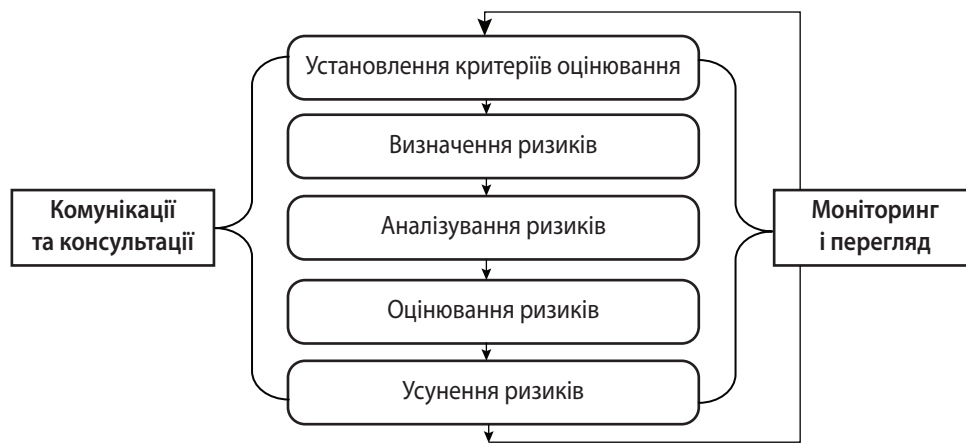 Установлення критеріїв оцінювання
Визначення ризиків
Комунікації
та консультації
Аналізування ризиків
Моніторинг
і перегляд
Оцінювання ризиків
Усунення ризиків